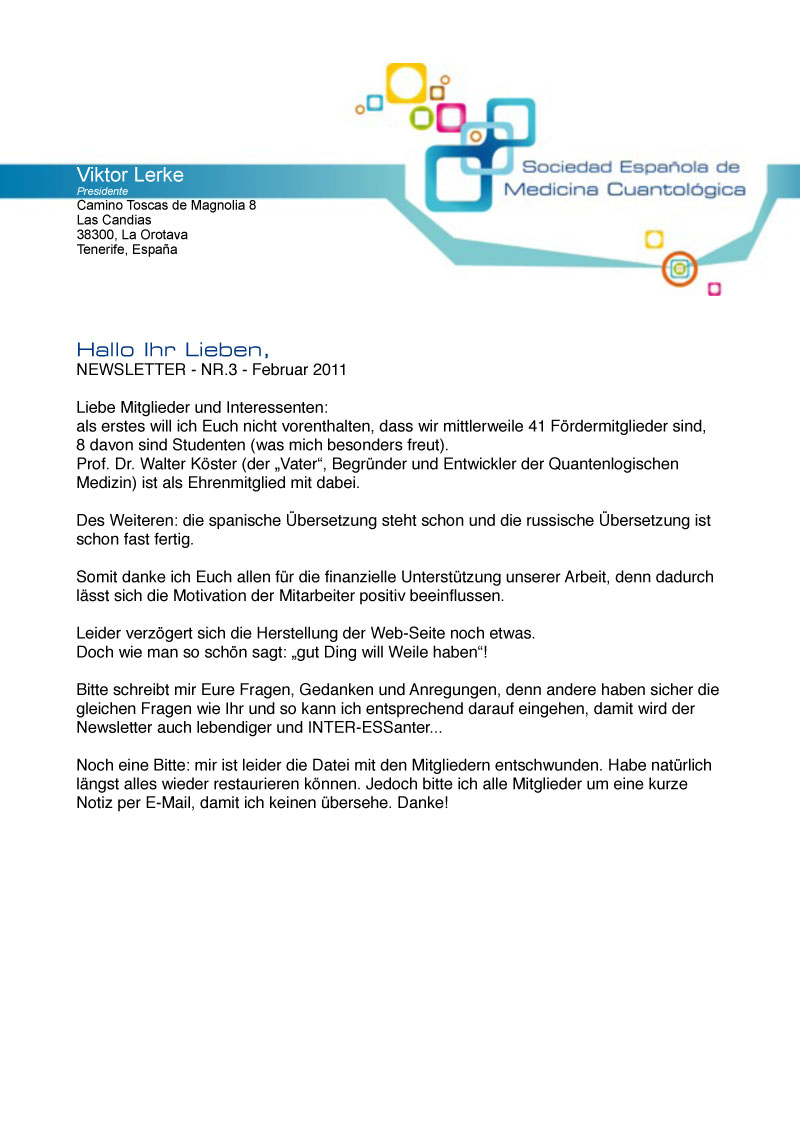 Viktor Lerke
Presidente
Camino Toscas de Magnolia 8
Las Candias
38300, La Orotava
Tenerife, España
Sociedad Española de
Medicina Cuantológica
Hallo Ihr Lieben,
NEWSLETTER - NR.3 - Februar 2011
Liebe Mitglieder und Interessenten:
als erstes will ich Euch nicht vorenthalten, dass wir mittlerweile 41 Fördermitglieder sind,
8 davon sind Studenten (was mich besonders freut).
Prof. Dr. Walter Köster (der „Vater“, Begründer und Entwickler der Quantenlogischen
Medizin) ist als Ehrenmitglied mit dabei.
Des Weiteren: die spanische Übersetzung steht schon und die russische Übersetzung ist
schon fast fertig.
Somit danke ich Euch allen für die finanzielle Unterstützung unserer Arbeit, denn dadurch
lässt sich die Motivation der Mitarbeiter positiv beeinflussen.
Leider verzögert sich die Herstellung der Web-Seite noch etwas.
Doch wie man so schön sagt: „gut Ding will Weile haben“!
Bitte schreibt mir Eure Fragen, Gedanken und Anregungen, denn andere haben sicher die
gleichen Fragen wie Ihr und so kann ich entsprechend darauf eingehen, damit wird der
Newsletter auch lebendiger und INTER-ESSanter...
Noch eine Bitte: mir ist leider die Datei mit den Mitgliedern entschwunden. Habe natürlich
längst alles wieder restaurieren können. Jedoch bitte ich alle Mitglieder um eine kurze
Notiz per E-Mail, damit ich keinen übersehe. Danke!